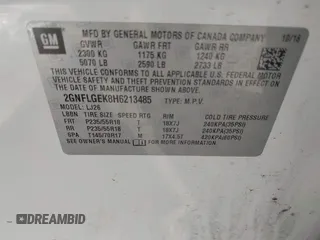 GM
MFD BY GENERAL MOTORS OF CANADA COMPANY 10/16
GVWR GAWR FRT GAWR RR
2300 KG 1175 KG 1240 KG
5070 LB 2590 LB 2733 LB
THIS VEHICLE CONFORMS TO ALL APPLICABLE U.S. FEDERAL
MOTOR VEHICLE SAFETY AND THEFT PREVENTION
STANDARDS IN EFFECT ON THE DATE OF
MANUFACTURE SHOWN ABOVE.
2GNFLGEK8H6213485 TYPE: M.P.V.
MODEL: LJ26
TIRE SIZE SPEED RTG RIM COLD TIRE PRESSURE
FRT P235/55R18 T 18X7J 240KPA(35PSI)
RR P235/55R18 T 18X7J 240KPA(35PSI)
SPA T145/70R17 M 17X4.5T 420KPA(60PSI)
SEE OWNER'S MANUAL FOR MORE INFORMATION
DEALERDVD